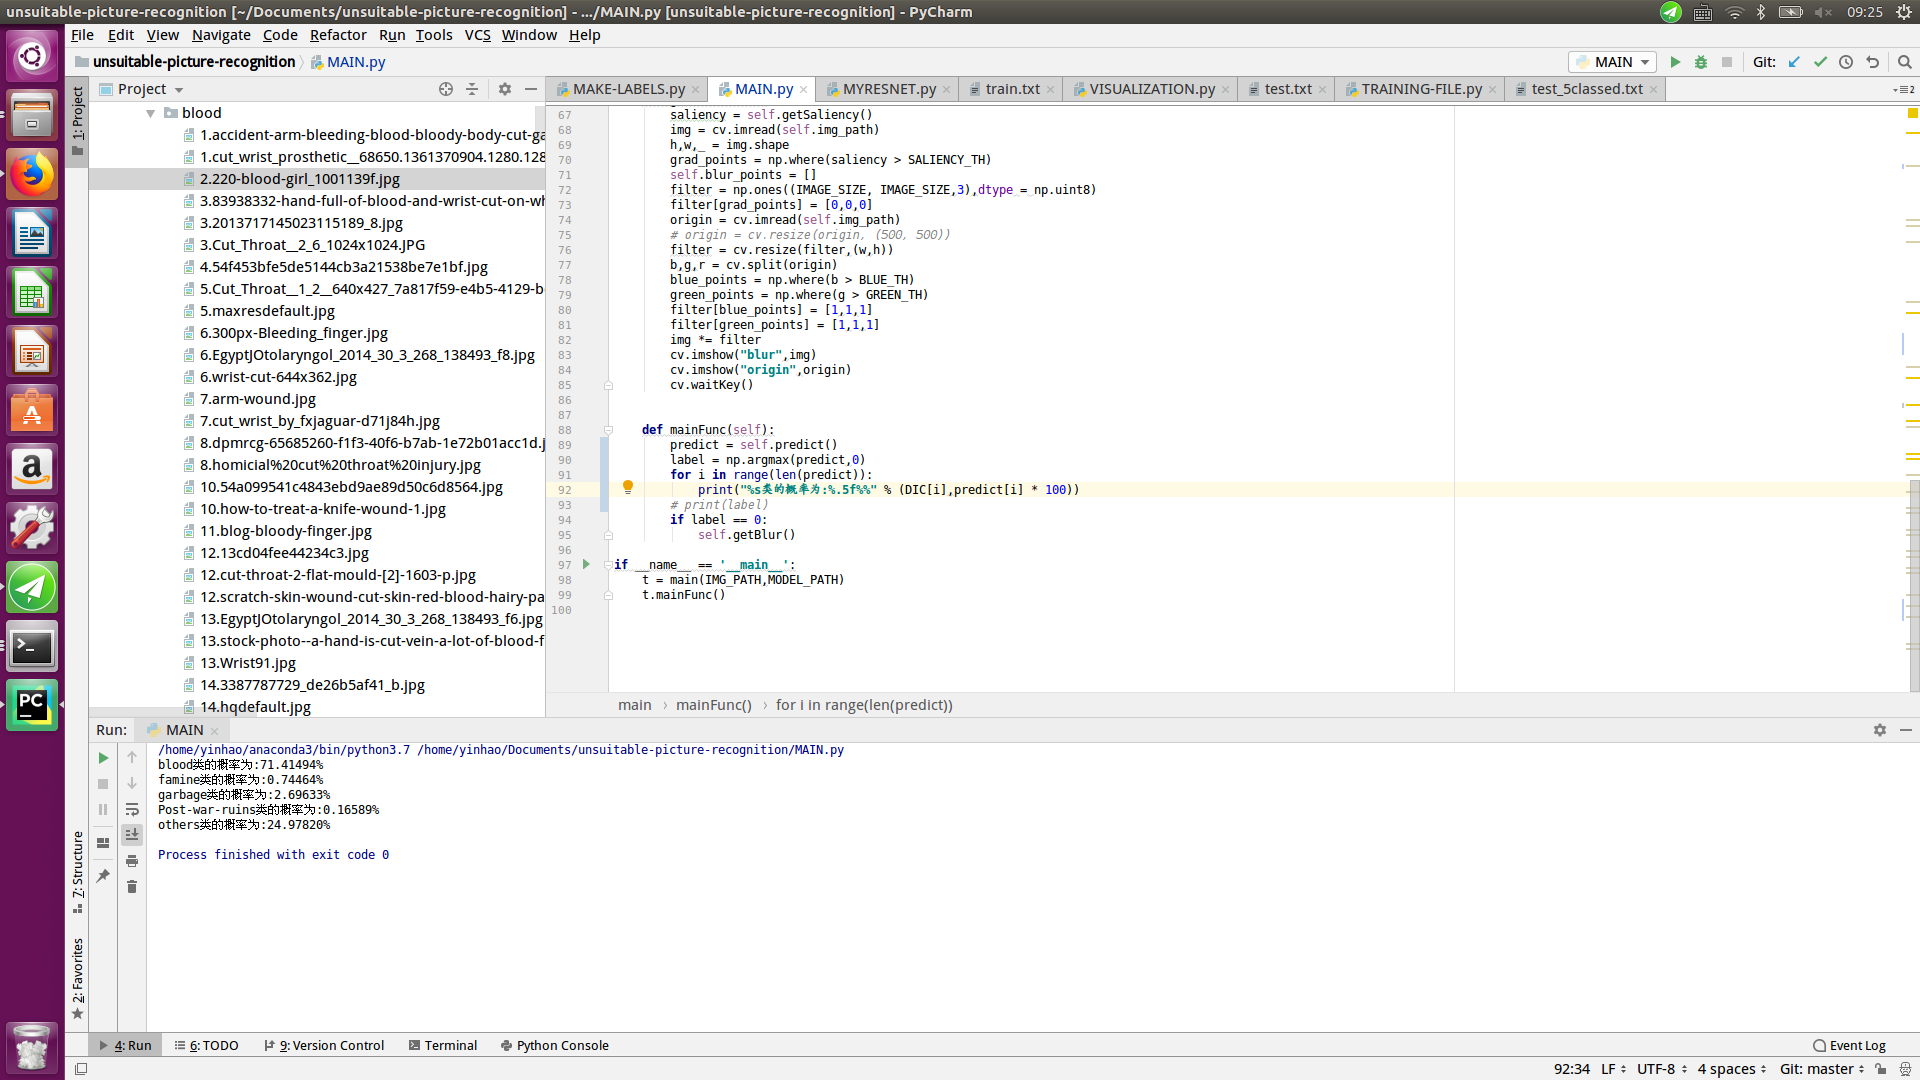 unsuitable-picture-recognition [~/Documents/unsuitable-picture-recognition] - .../MAIN.py [unsuitable-picture-recognition] - PyCharm
09:25
File Edit View Navigate Code Refactor Run Tools VCS Window Help
unsuitable-picture-recognition MAIN.py
MAIN Git:
Project
MAKE-LABELS.py MAIN.py MYRESNET.py train.txt VISUALIZATION.py test.txt TRAINING-FILE.py test_5classed.txt
1: Project
7: Structure
2: Favorites
blood
1.accident-arm-bleeding-blood-bloody-body-cut-ga
1.cut_wrist_prosthetic__68650.1361370904.1280.128
2.220-blood-girl_1001139f.jpg
3.83938332-hand-full-of-blood-and-wrist-cut-on-wh
3.2013717145023115189_8.jpg
3.Cut_Throat__2_6_1024x1024.JPG
4.54f453bfe5de5144cb3a21538be7e1bf.jpg
5.Cut_Throat__1_2__640x427_7a817f59-e4b5-4129-b
5.maxresdefault.jpg
6.300px-Bleeding_finger.jpg
6.EgyptJOtolaryngol_2014_30_3_268_138493_f8.jpg
6.wrist-cut-644x362.jpg
7.arm-wound.jpg
7.cut_wrist_by_fxjaguar-d71j84h.jpg
8.dpmrcg-65685260-f1f3-40f6-b7ab-1e72b01acc1d.j
8.homicial%20cut%20throat%20injury.jpg
10.54a099541c4843ebd9ae89d50c6d8564.jpg
10.how-to-treat-a-knife-wound-1.jpg
11.blog-bloody-finger.jpg
12.13cd04fee44234c3.jpg
12.cut-throat-2-flat-mould-[2]-1603-p.jpg
12.scratch-skin-wound-cut-skin-red-blood-hairy-pa
13.EgyptJOtolaryngol_2014_30_3_268_138493_f6.jpg
13.stock-photo--a-hand-is-cut-vein-a-lot-of-blood-f
13.Wrist91.jpg
14.3387787729_de26b5af41_b.jpg
14.hqdefault.jpg
67 saliency = self.getSaliency()
68 img = cv.imread(self.img_path)
69 h,w,_ = img.shape
70 grad_points = np.where(saliency > SALIENCY_TH)
71 self.blur_points = []
72 filter = np.ones((IMAGE_SIZE, IMAGE_SIZE,3),dtype = np.uint8)
73 filter[grad_points] = [0,0,0]
74 origin = cv.imread(self.img_path)
75 # origin = cv.resize(origin, (500, 500))
76 filter = cv.resize(filter,(w,h))
77 b,g,r = cv.split(origin)
78 blue_points = np.where(b > BLUE_TH)
79 green_points = np.where(g > GREEN_TH)
80 filter[blue_points] = [1,1,1]
81 filter[green_points] = [1,1,1]
82 img *= filter
83 cv.imshow("blur",img)
84 cv.imshow("origin",origin)
85 cv.waitKey()
86
87
88 def mainFunc(self):
89 predict = self.predict()
90 label = np.argmax(predict,0)
91 for i in range(len(predict)):
92 print("%s类的概率为:%.5f%%" % (DIC[i],predict[i] * 100))
93 # print(label)
94 if label == 0:
95 self.getBlur()
96
97 if __name__ == '__main__':
98 t = main(IMG_PATH,MODEL_PATH)
99 t.mainFunc()
100
main mainFunc() for i in range(len(predict))
Run: MAIN
/home/yinhao/anaconda3/bin/python3.7 /home/yinhao/Documents/unsuitable-picture-recognition/MAIN.py
blood类的概率为:71.41494%
famine类的概率为:0.74464%
garbage类的概率为:2.69633%
Post-war-ruins类的概率为:0.16589%
others类的概率为:24.97820%
Process finished with exit code 0
4: Run 6: TODO 9: Version Control Terminal Python Console Event Log
92:34 LF UTF-8 4 spaces Git: master